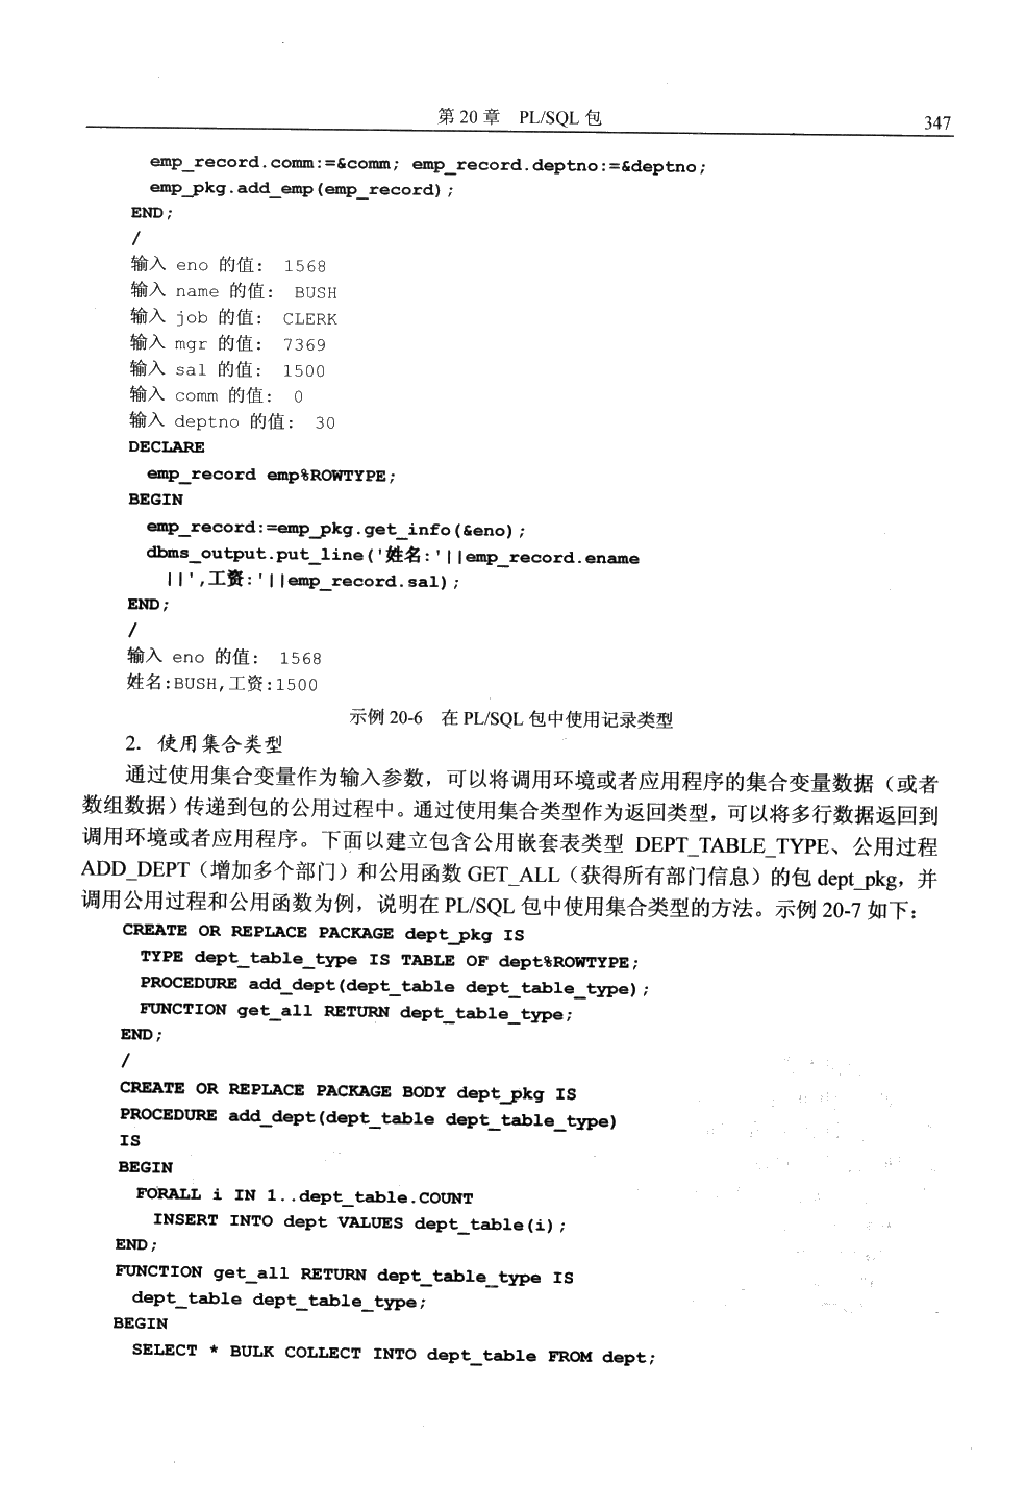 第 20 章 PL/SQL 包
347
emp_record.comm:=&comm; emp_record.deptno:=&deptno;
emp_pkg.add_emp(emp_record);
END;
/
输入 eno 的值: 1568
输入 name 的值: BUSH
输入 job 的值: CLERK
输入 mgr 的值: 7369
输入 sal 的值: 1500
输入 comm 的值: 0
输入 deptno 的值: 30
DECLARE
emp_record emp%ROWTYPE;
BEGIN
emp_record:=emp_pkg.get_info(&eno);
dbms_output.put_line('姓名:'||emp_record.ename
||',工资:'||emp_record.sal);
END;
/
输入 eno 的值: 1568
姓名:BUSH,工资:1500
示例 20-6 在 PL/SQL 包中使用记录类型
2. 使用集合类型
通过使用集合变量作为输入参数，可以将调用环境或者应用程序的集合变量数据（或者
数组数据）传递到包的公用过程中。通过使用集合类型作为返回类型，可以将多行数据返回到
调用环境或者应用程序。下面以建立包含公用嵌套表类型 DEPT_TABLE_TYPE、公用过程
ADD_DEPT（增加多个部门）和公用函数 GET_ALL（获得所有部门信息）的包 dept_pkg，并
调用公用过程和公用函数为例，说明在 PL/SQL 包中使用集合类型的方法。示例 20-7 如下：
CREATE OR REPLACE PACKAGE dept_pkg IS
TYPE dept_table_type IS TABLE OF dept%ROWTYPE;
PROCEDURE add_dept(dept_table dept_table_type);
FUNCTION get_all RETURN dept_table_type;
END;
/
CREATE OR REPLACE PACKAGE BODY dept_pkg IS
PROCEDURE add_dept(dept_table dept_table_type)
IS
BEGIN
FORALL i IN 1..dept_table.COUNT
INSERT INTO dept VALUES dept_table(i);
END;
FUNCTION get_all RETURN dept_table_type IS
dept_table dept_table_type;
BEGIN
SELECT * BULK COLLECT INTO dept_table FROM dept;